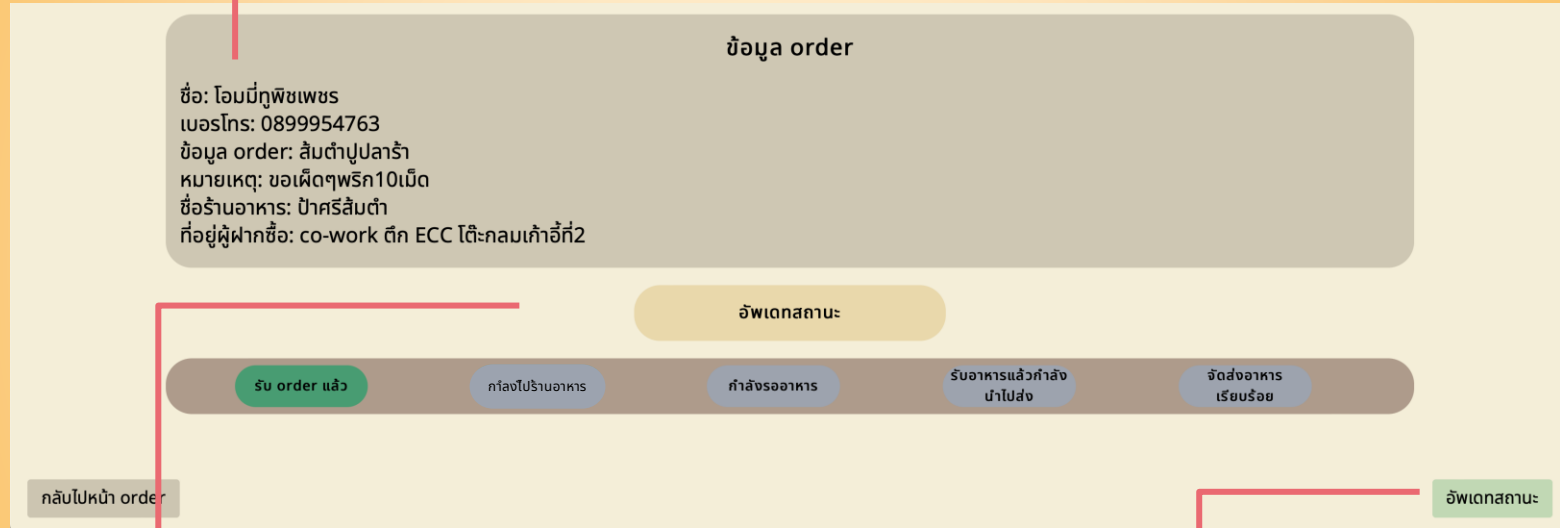 ข้อมูล order
ชื่อ: โอมมี่ทูพิชเพชร
เบอรโทร: 0899954763
ข้อมูล order: ส้มตำปูปลาร้า
หมายเหตุ: ขอเผ็ดๆพริก10เม็ด
ชื่อร้านอาหาร: ป้าศรีส้มตำ
ที่อยู่ผู้ฝากซื้อ: co-work ตึก ECC โต๊ะกลมเก้าอี้ที่2
อัพเดทสถานะ
รับ order แล้ว
กำลงไปร้านอาหาร
กำลังรออาหาร
รับอาหารแล้วกำลัง
นำไปส่ง
จัดส่งอาหาร
เรียบร้อย
กลับไปหน้า order
อัพเดทสถานะ